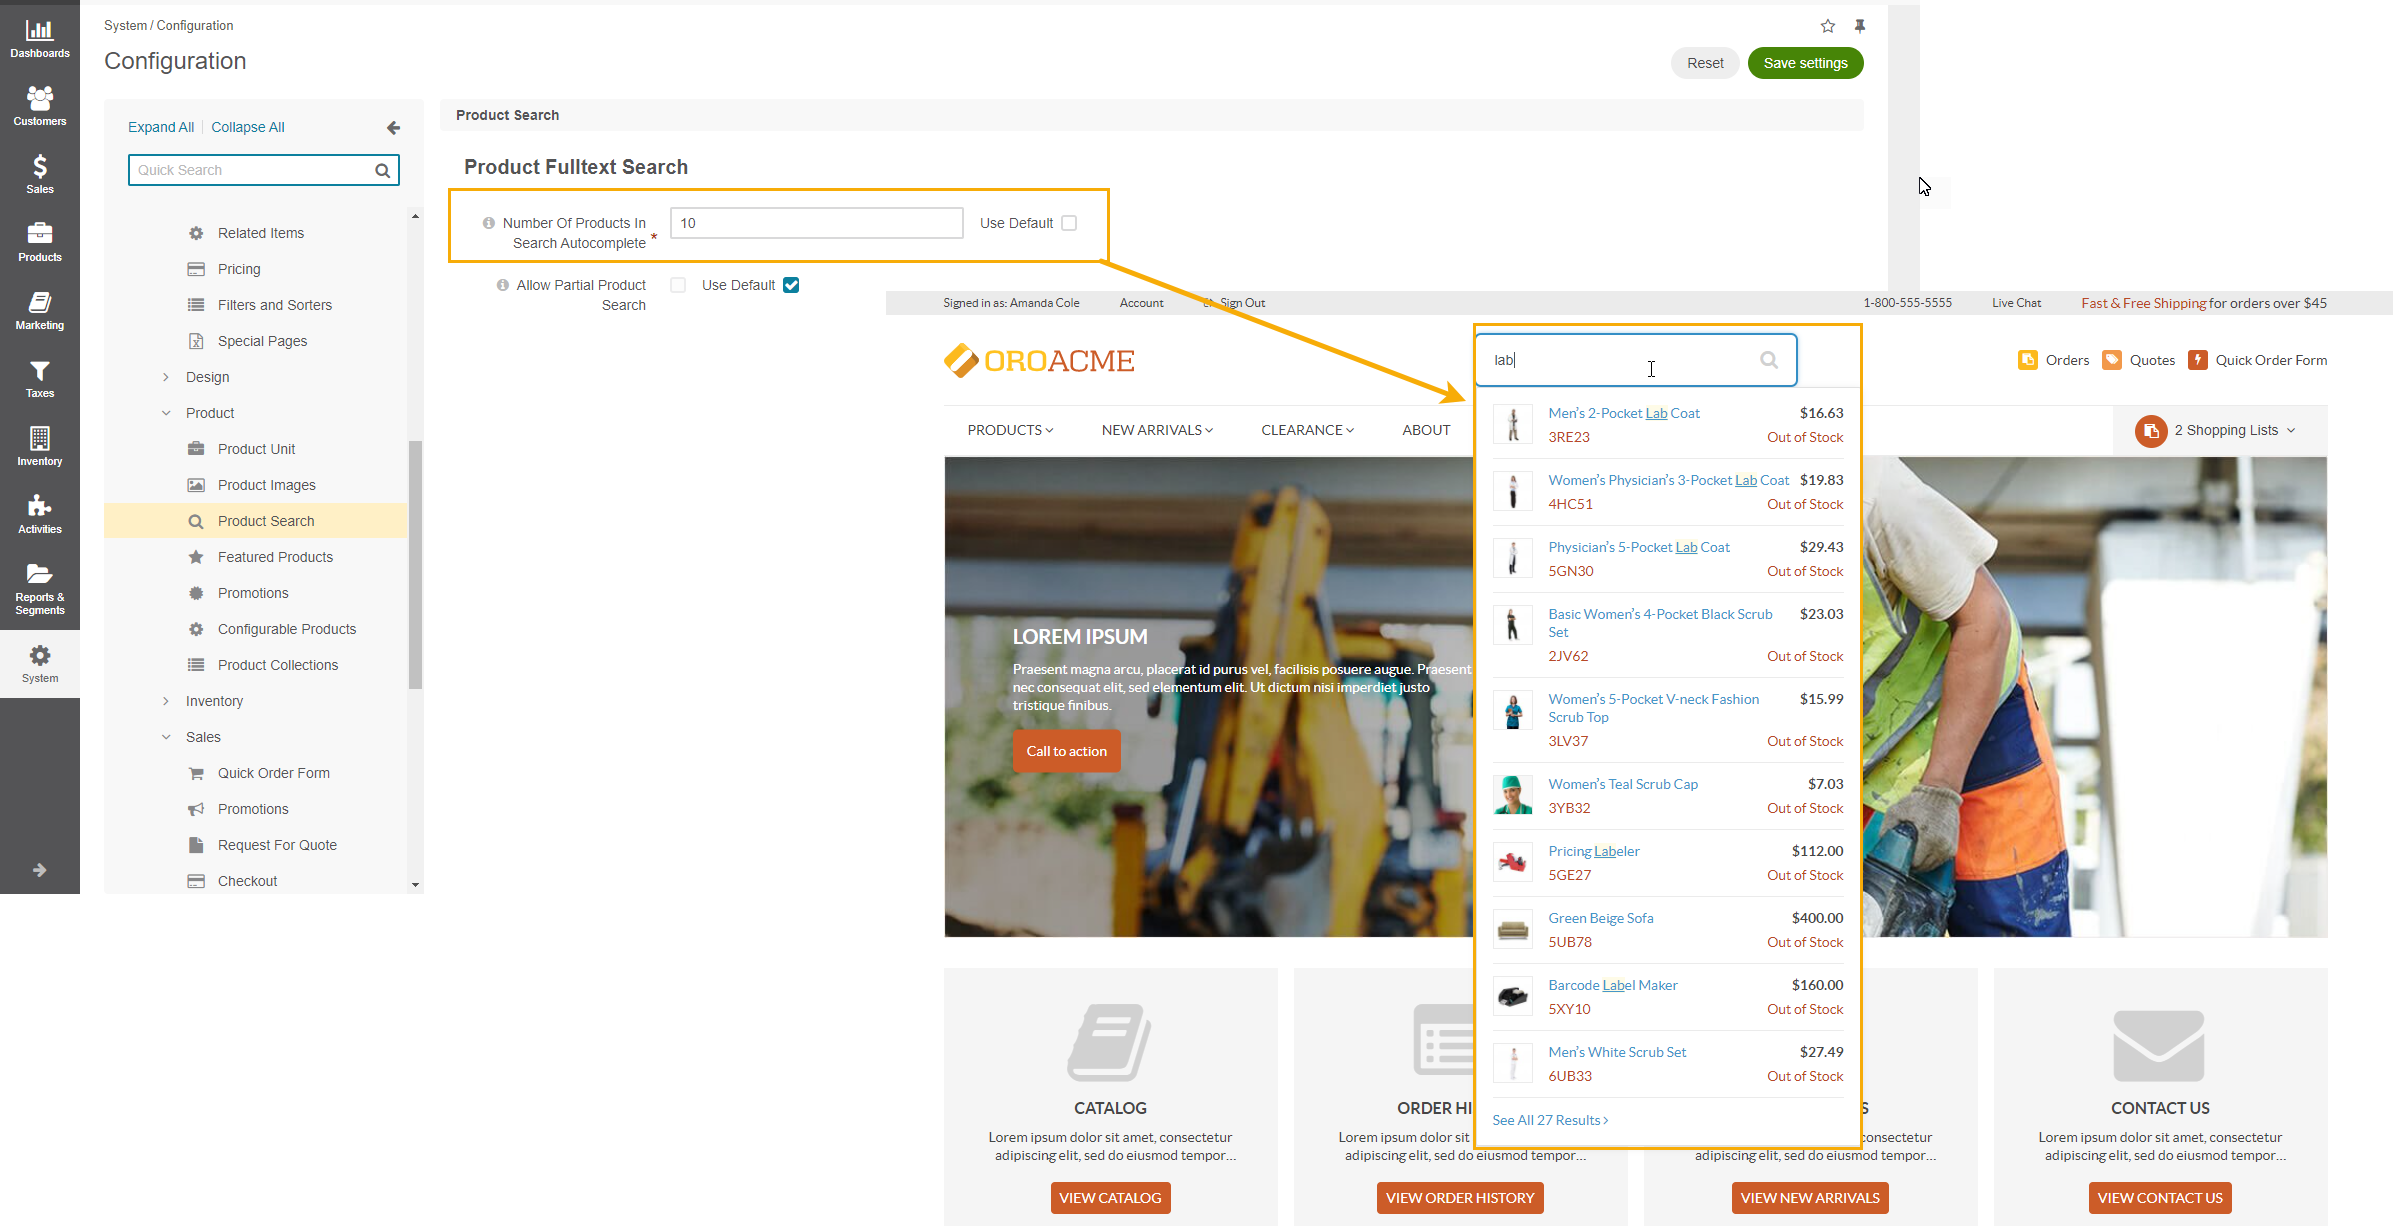 Dashboards
Customers
Sales
Products
Marketing
Taxes
Inventory
Activities
Reports &
Segments
System
System / Configuration
Configuration
Reset
Save settings
Expand All
Collapse All
Quick Search
Related Items
Pricing
Filters and Sorters
Special Pages
Design
Product
Product Unit
Product Images
Product Search
Featured Products
Promotions
Configurable Products
Product Collections
Inventory
Sales
Quick Order Form
Promotions
Request For Quote
Checkout
Product Search
Product Fulltext Search
Number Of Products In
Search Autocomplete *
10
Use Default
Allow Partial Product
Search
Use Default
Signed in as: Amanda Cole
Account
Sign Out
1-800-555-5555
Live Chat
Fast & Free Shipping for orders over $45
OROACME
lab
Orders
Quotes
Quick Order Form
PRODUCTS
NEW ARRIVALS
CLEARANCE
ABOUT
2 Shopping Lists
LOREM IPSUM
Praesent magna arcu, placerat id purus vel, facilisis posuere augue. Praesent
nec consequat elit, sed elementum elit. Ut dictum nisi imperdiet justo
tristique finibus.
Call to action
Men's 2-Pocket Lab Coat $16.63
3RE23 Out of Stock
Women's Physician's 3-Pocket Lab Coat $19.83
4HC51 Out of Stock
Physician's 5-Pocket Lab Coat $29.43
5GN30 Out of Stock
Basic Women's 4-Pocket Black Scrub $23.03
Set
2JV62 Out of Stock
Women's 5-Pocket V-neck Fashion $15.99
Scrub Top
3LV37 Out of Stock
Women's Teal Scrub Cap $7.03
3YB32 Out of Stock
Pricing Labeler $112.00
5GE27 Out of Stock
Green Beige Sofa $400.00
5UB78 Out of Stock
Barcode Label Maker $160.00
5XY10 Out of Stock
Men's White Scrub Set $27.49
6UB33 Out of Stock
See All 27 Results
CATALOG
Lorem ipsum dolor sit amet, consectetur
adipiscing elit, sed do eiusmod tempor...
VIEW CATALOG
ORDER HI
Lorem ipsum dolor sit
adipiscing elit, sed do eiusmod tempor...
VIEW ORDER HISTORY
S
consectetur
adipiscing elit, sed do eiusmod tempor...
VIEW NEW ARRIVALS
CONTACT US
Lorem ipsum dolor sit amet, consectetur
adipiscing elit, sed do eiusmod tempor...
VIEW CONTACT US